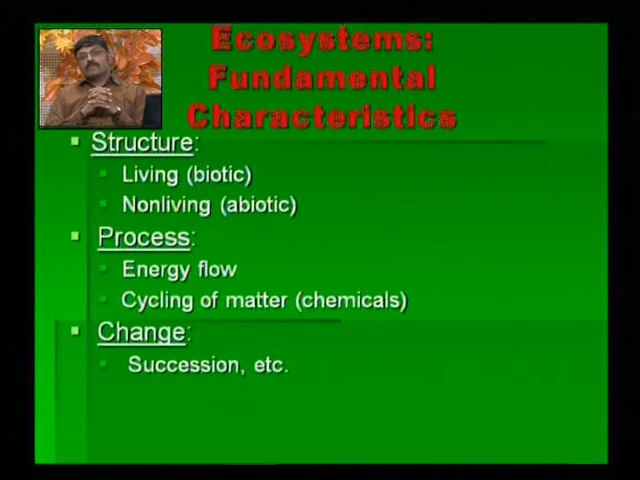 Ecosystems:
Fundamental
Characteristics
Structure:
Living (biotic)
Nonliving (abiotic)
Process:
Energy flow
Cycling of matter (chemicals)
Change:
Succession, etc.